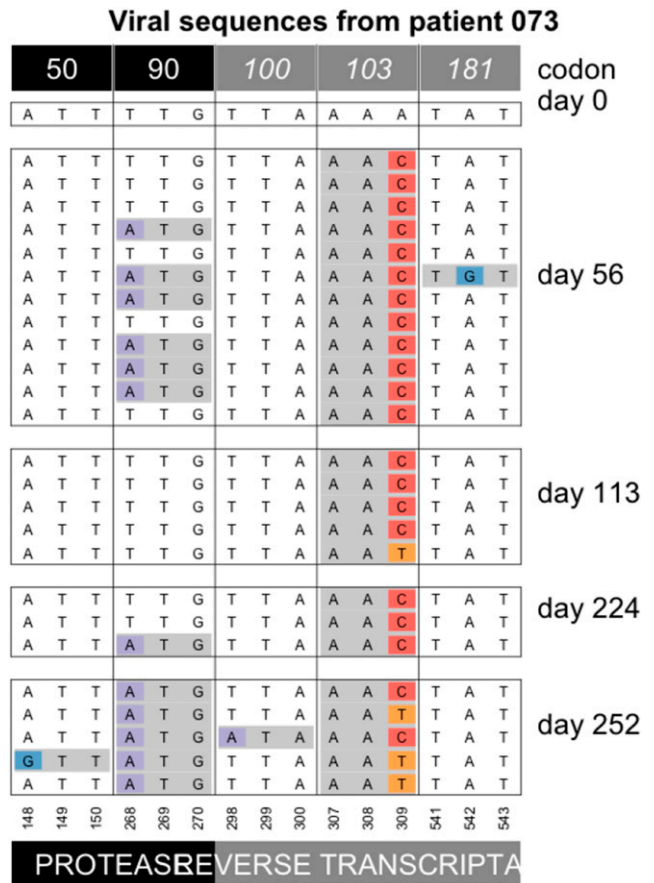 Viral sequences from patient 073
50 90 100 103 181 codon
day 0
A T T T T G T T A A A A T A T
A T T T T G T T A A A C T A T
A T T T T G T T A A A C T A T
A T T T T G T T A A A C T A T
A T T A T G T T A A A C T A T
A T T T T G T T A A A C T A T
A T T A T G T T A A A C T G T day 56
A T T A T G T T A A A C T A T
A T T T T G T T A A A C T A T
A T T A T G T T A A A C T A T
A T T A T G T T A A A C T A T
A T T A T G T T A A A C T A T
A T T T T G T T A A A C T A T
A T T T T G T T A A A C T A T
A T T T T G T T A A A C T A T day 113
A T T T T G T T A A A C T A T
A T T T T G T T A A A C T A T
A T T T T G T T A A A T T A T
A T T T T G T T A A A C T A T day 224
A T T T T G T T A A A C T A T
A T T A T G T T A A A C T A T
A T T A T G T T A A A C T A T
A T T A T G T T A A A T T A T day 252
A T T A T G A T A A A C T A T
G T T A T G T T A A A T T A T
A T T A T G T T A A A T T A T
148 149 150 268 269 270 298 299 300 307 308 309 541 542 543
PROTEASE REVERSE TRANSCRIPTA